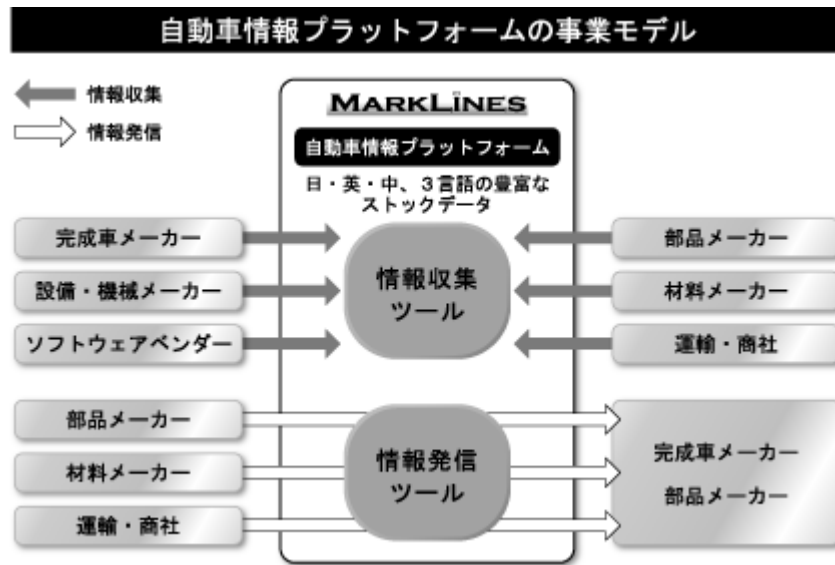 自動車情報プラットフォームの事業モデル
情報収集
情報発信
MARKLINES
自動車情報プラットフォーム
日・英・中、3言語の豊富な
ストックデータ
完成車メーカー
設備・機械メーカー
ソフトウェアベンダー
情報収集
ツール
部品メーカー
材料メーカー
運輸・商社
部品メーカー
材料メーカー
運輸・商社
情報発信
ツール
完成車メーカー
部品メーカー